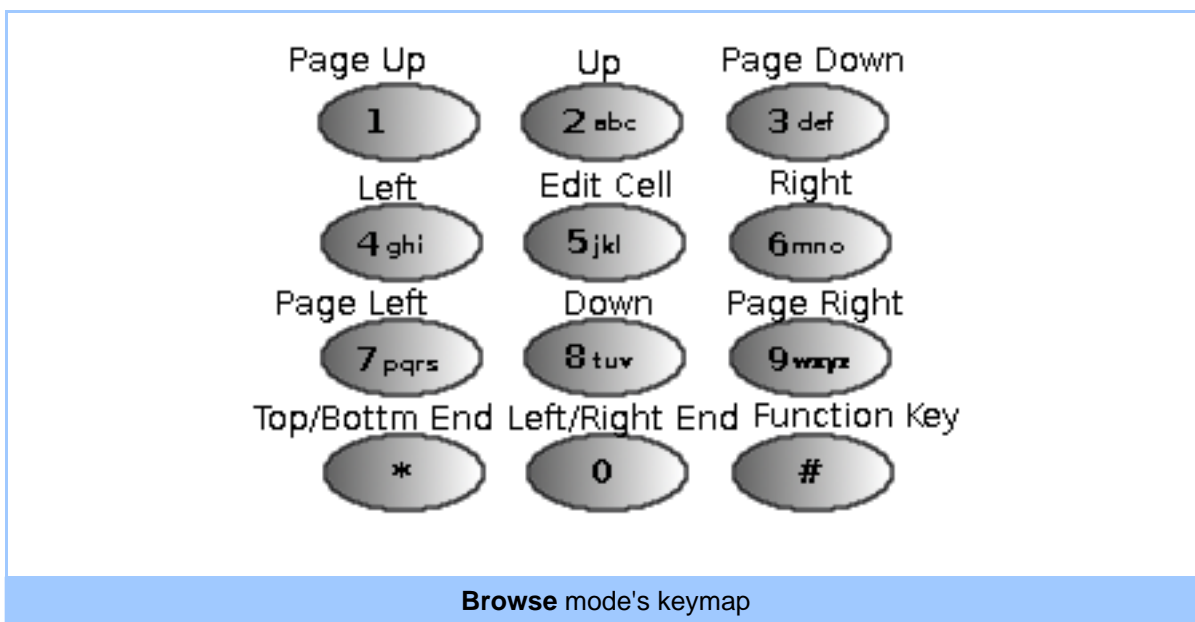 Page Up Up Page Down
1 2 abc 3 def
Left Edit Cell Right
4 ghi 5 jkl 6 mno
Page Left Down Page Right
7 pqrs 8 tuv 9 wxyz
Top/Bottm End Left/Right End Function Key
* 0 #
Browse mode's keymap